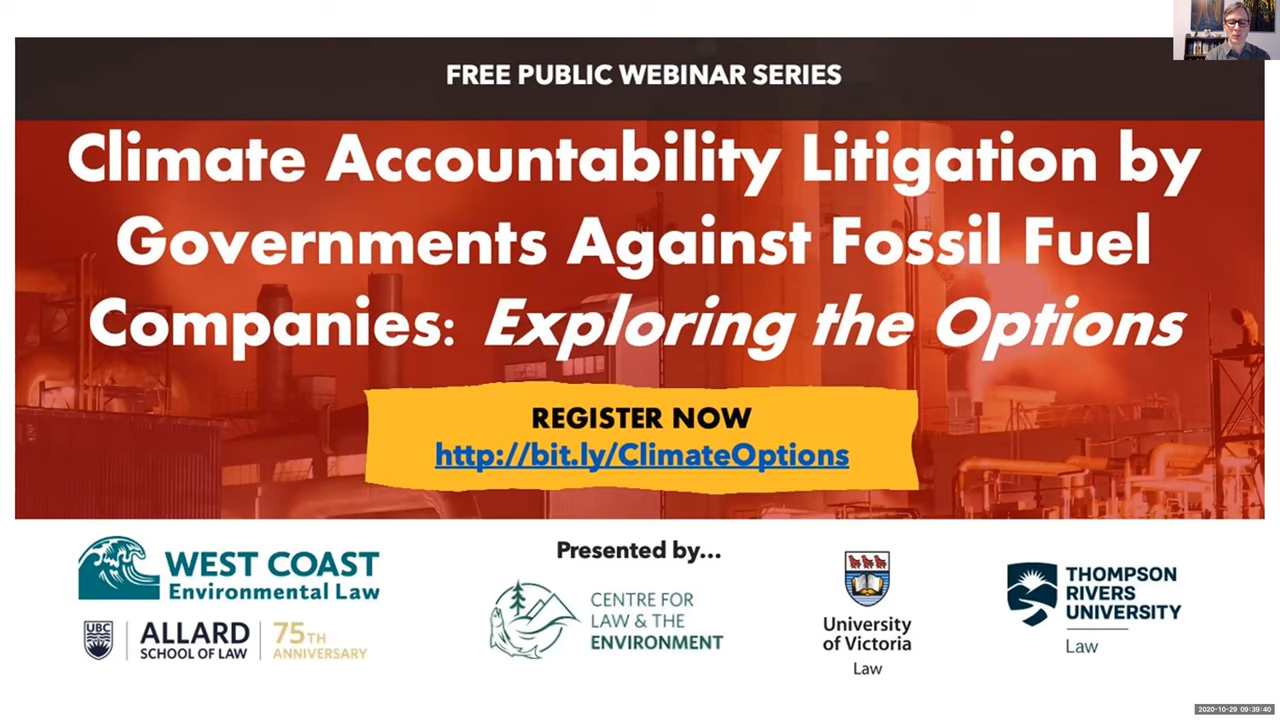 FREE PUBLIC WEBINAR SERIES
Climate Accountability Litigation by
Governments Against Fossil Fuel
Companies: Exploring the Options
REGISTER NOW
http://bit.ly/ClimateOptions
Presented by...
WEST COAST
Environmental Law
UBC
ALLARD
SCHOOL OF LAW
75TH
ANNIVERSARY
CENTRE FOR
LAW & THE
ENVIRONMENT
University
of Victoria
Law
THOMPSON
RIVERS
UNIVERSITY
Law
2020-10-29 09:39:40